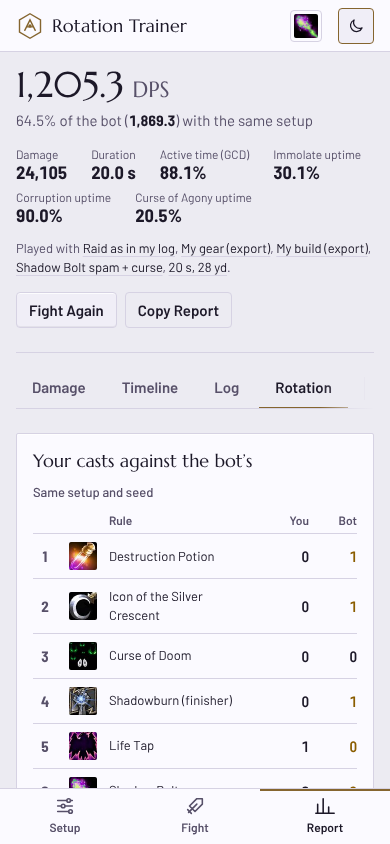 Rotation Trainer
1,205.3 DPS
64.5% of the bot (1,869.3) with the same setup
Damage Duration Active time (GCD) Immolate uptime
24,105 20.0 s 88.1% 30.1%
Corruption uptime Curse of Agony uptime
90.0% 20.5%
Played with Raid as in my log, My gear (export), My build (export),
Shadow Bolt spam + curse, 20 s, 28 yd.
Fight Again Copy Report
Damage Timeline Log Rotation
Your casts against the bot's
Same setup and seed
Rule You Bot
1 Destruction Potion 0 1
2 Icon of the Silver Crescent 0 1
3 Curse of Doom 0 0
4 Shadowburn (finisher) 0 1
5 Life Tap 1 0
Setup Fight Report